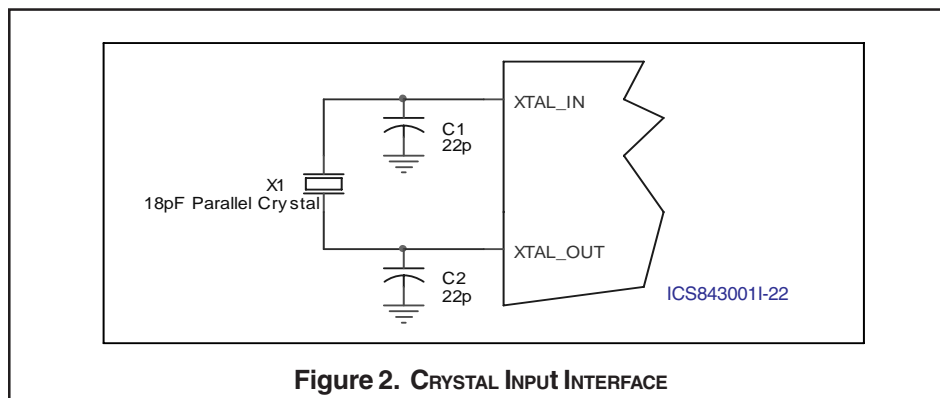 XTAL_IN
C1
22p
X1
18pF Parallel Crystal
XTAL_OUT
C2
22p
ICS843001I-22
Figure 2. CRYSTAL INPUt INTERFACE